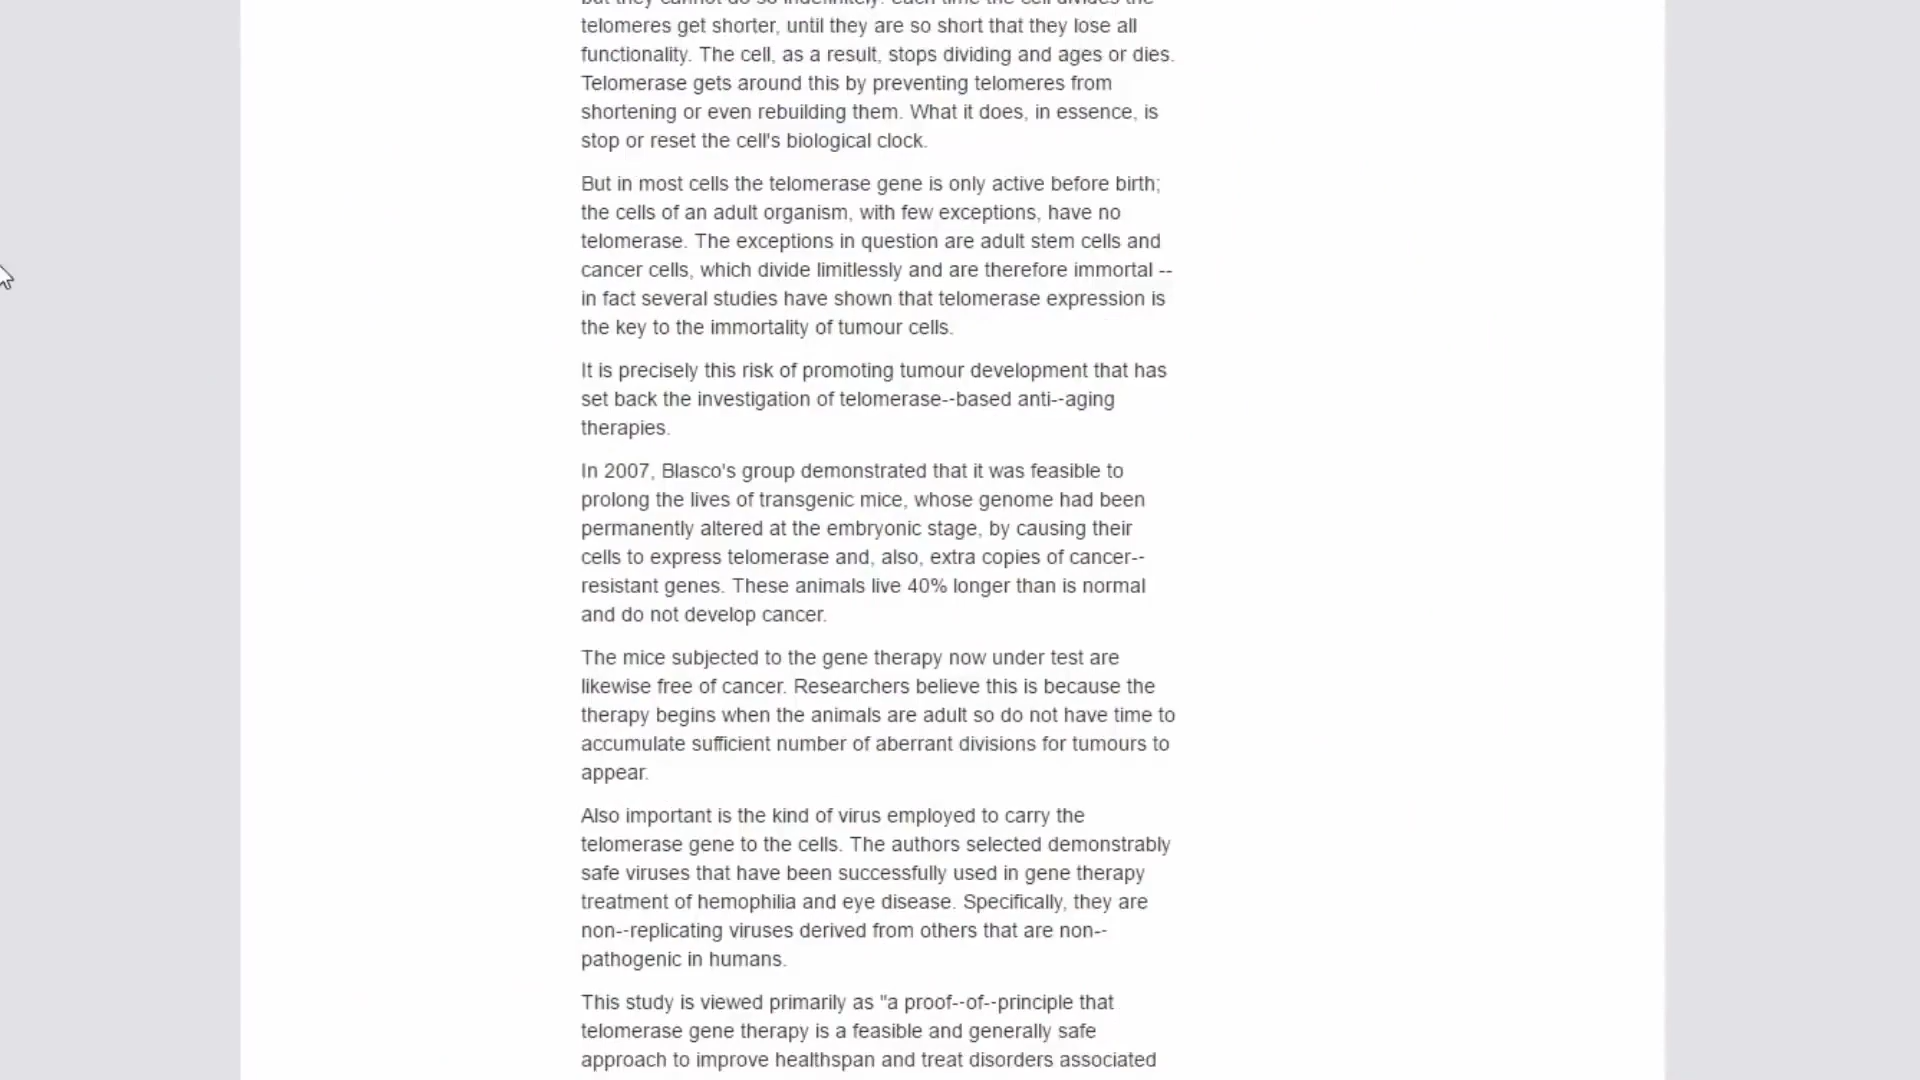 but they cannot do so indefinitely. Each time the cell divides the
telomeres get shorter, until they are so short that they lose all
functionality. The cell, as a result, stops dividing and ages or dies.
Telomerase gets around this by preventing telomeres from
shortening or even rebuilding them. What it does, in essence, is
stop or reset the cell's biological clock.
But in most cells the telomerase gene is only active before birth;
the cells of an adult organism, with few exceptions, have no
telomerase. The exceptions in question are adult stem cells and
cancer cells, which divide limitlessly and are therefore immortal --
in fact several studies have shown that telomerase expression is
the key to the immortality of tumour cells.
It is precisely this risk of promoting tumour development that has
set back the investigation of telomerase--based anti--aging
therapies.
In 2007, Blasco's group demonstrated that it was feasible to
prolong the lives of transgenic mice, whose genome had been
permanently altered at the embryonic stage, by causing their
cells to express telomerase and, also, extra copies of cancer--
resistant genes. These animals live 40% longer than is normal
and do not develop cancer.
The mice subjected to the gene therapy now under test are
likewise free of cancer. Researchers believe this is because the
therapy begins when the animals are adult so do not have time to
accumulate sufficient number of aberrant divisions for tumours to
appear.
Also important is the kind of virus employed to carry the
telomerase gene to the cells. The authors selected demonstrably
safe viruses that have been successfully used in gene therapy
treatment of hemophilia and eye disease. Specifically, they are
non--replicating viruses derived from others that are non--
pathogenic in humans.
This study is viewed primarily as "a proof--of--principle that
telomerase gene therapy is a feasible and generally safe
approach to improve healthspan and treat disorders associated